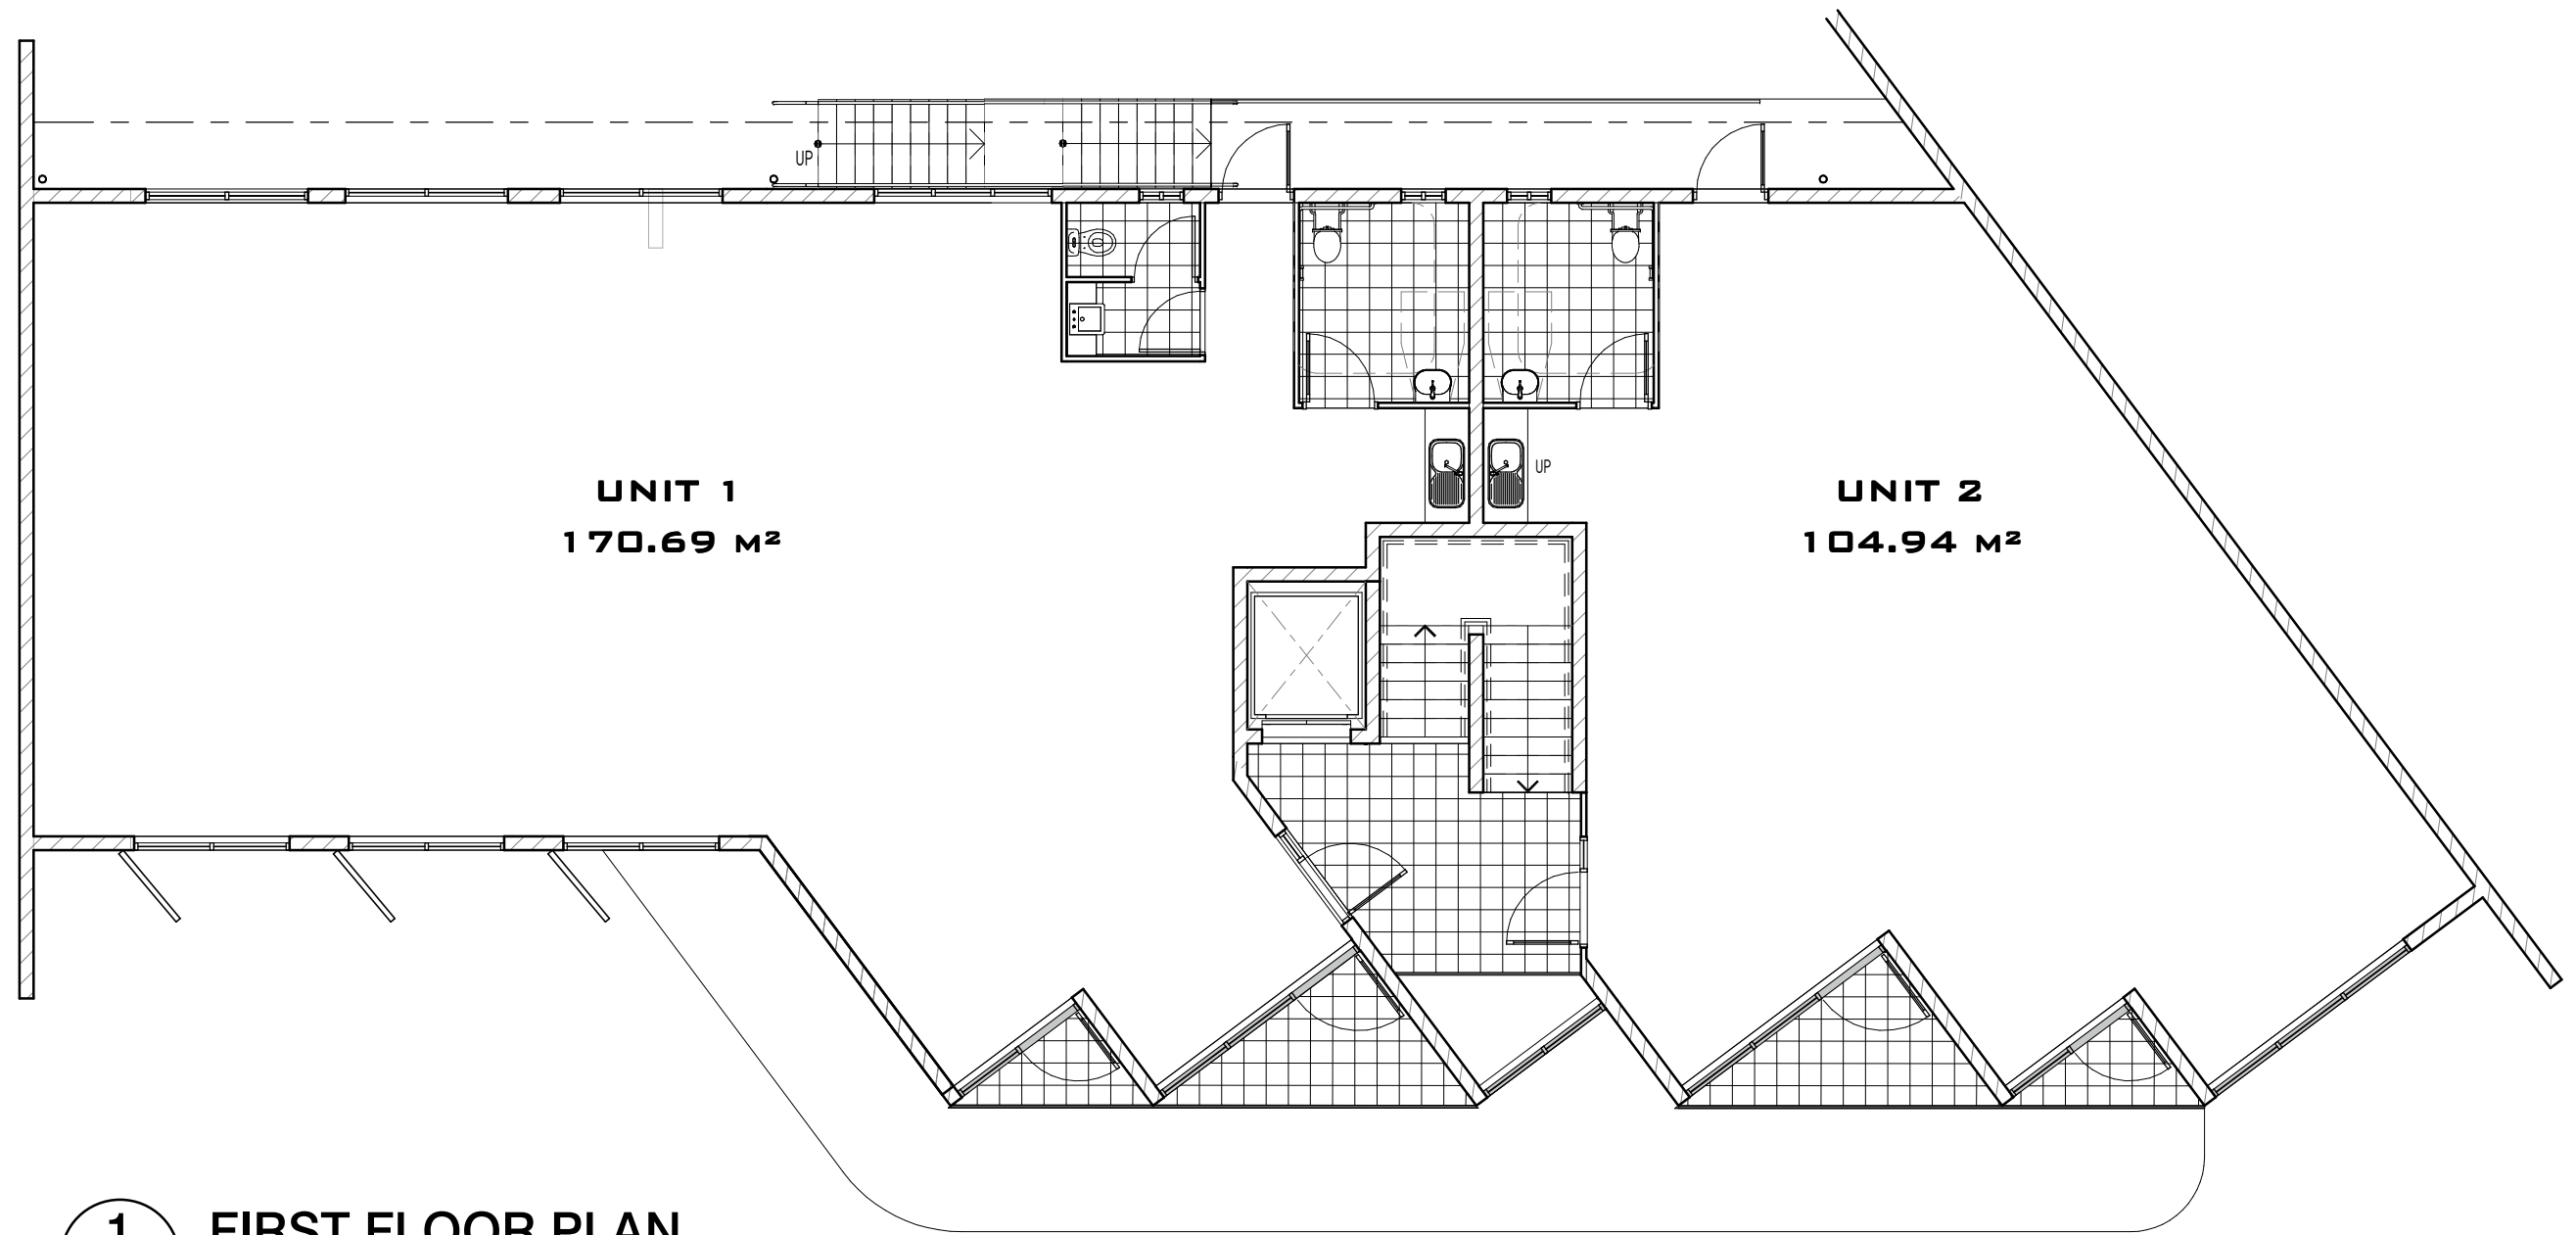 UP
UP
UNIT 1
170.69 M²
UNIT 2
104.94 M²
1
FIRST FLOOR PLAN